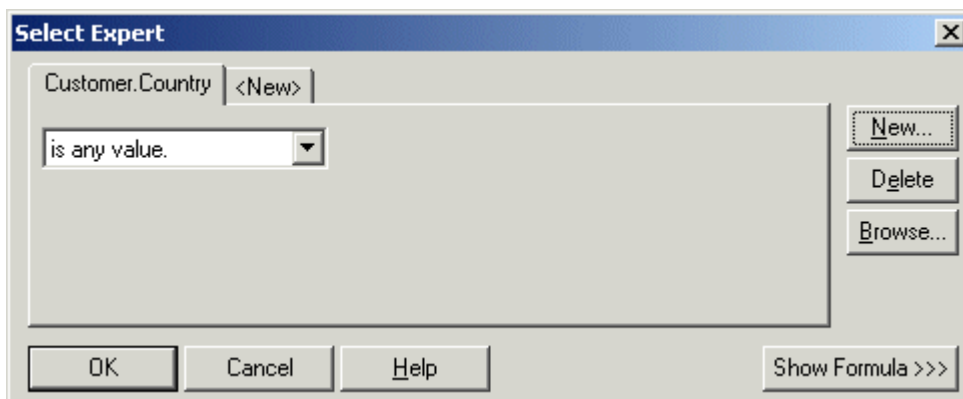 Select Expert
Customer.Country <New>
is any value.
New...
Delete
Browse...
OK Cancel Help Show Formula >>>